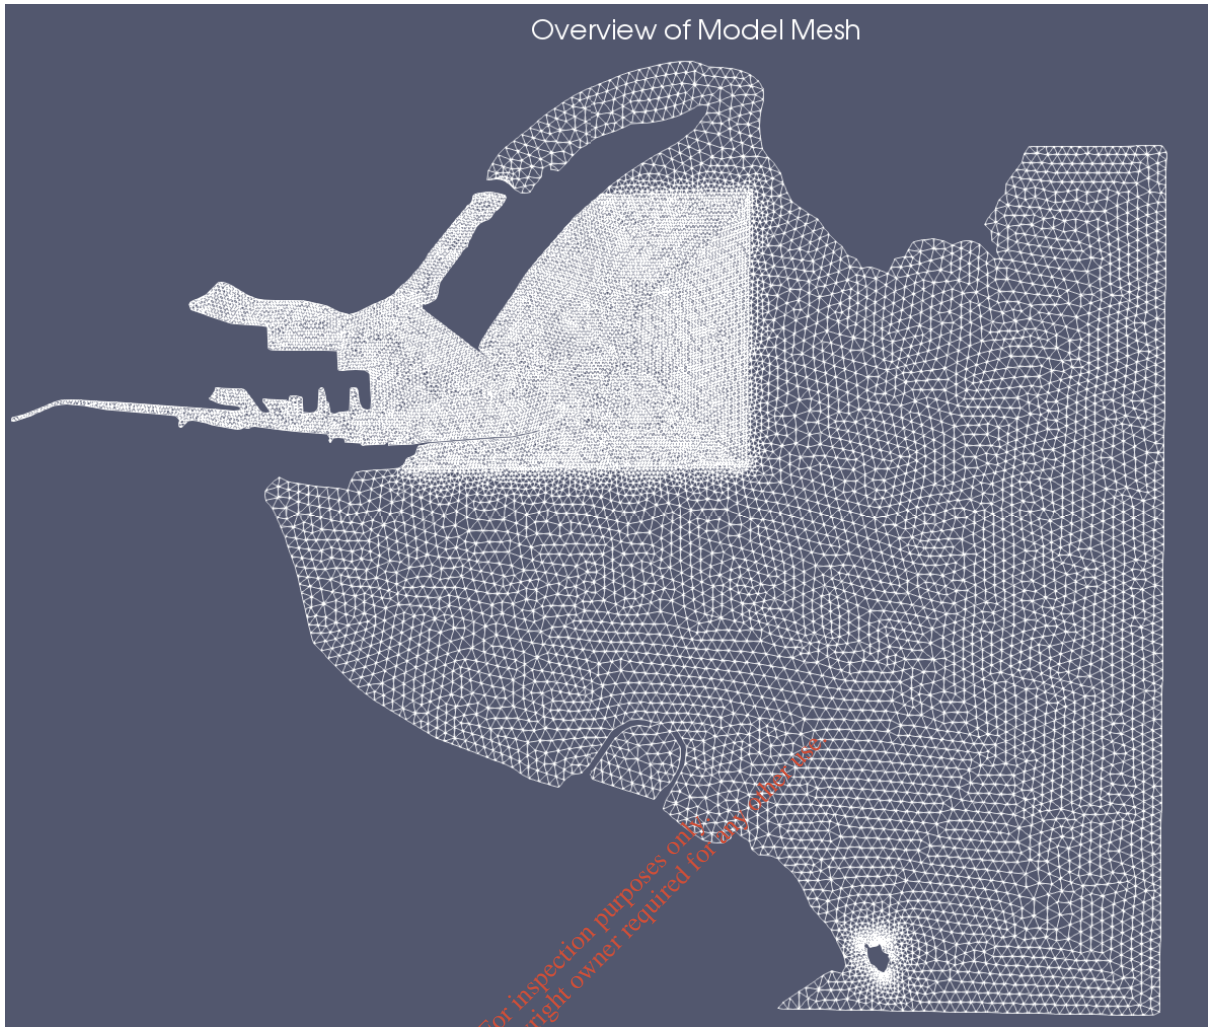 Overview of Model Mesh
For inspection purposes only.
right owner required for any other use.